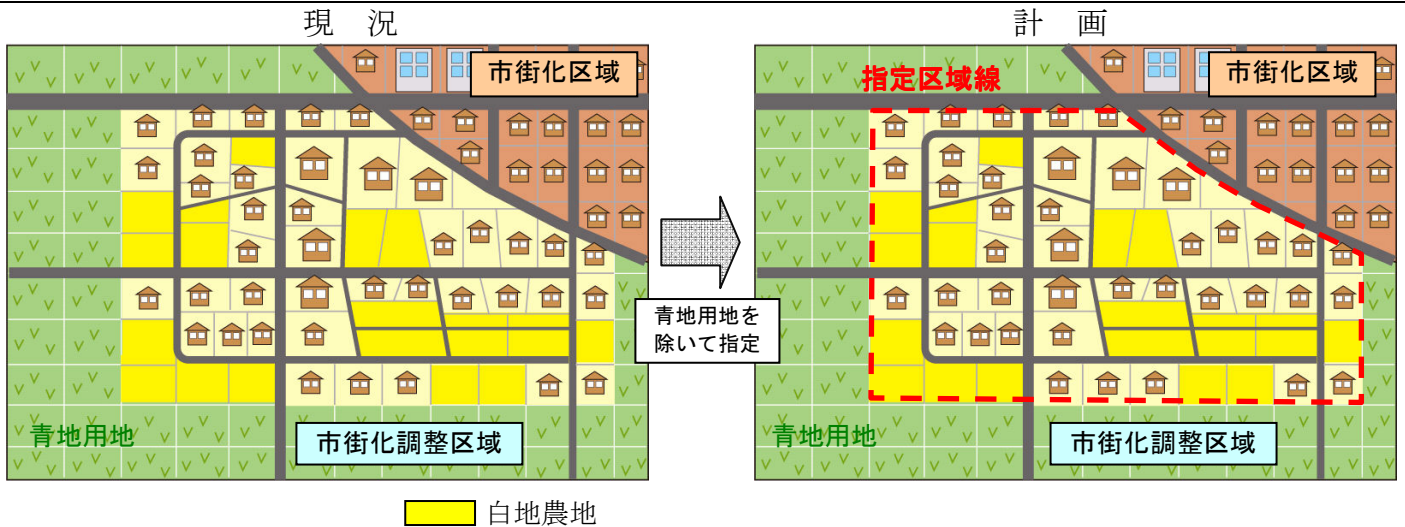 現 況
計 画
市街化区域
市街化区域
指定区域線
青地用地を
除いて指定
青地用地
市街化調整区域
青地用地
市街化調整区域
白地農地